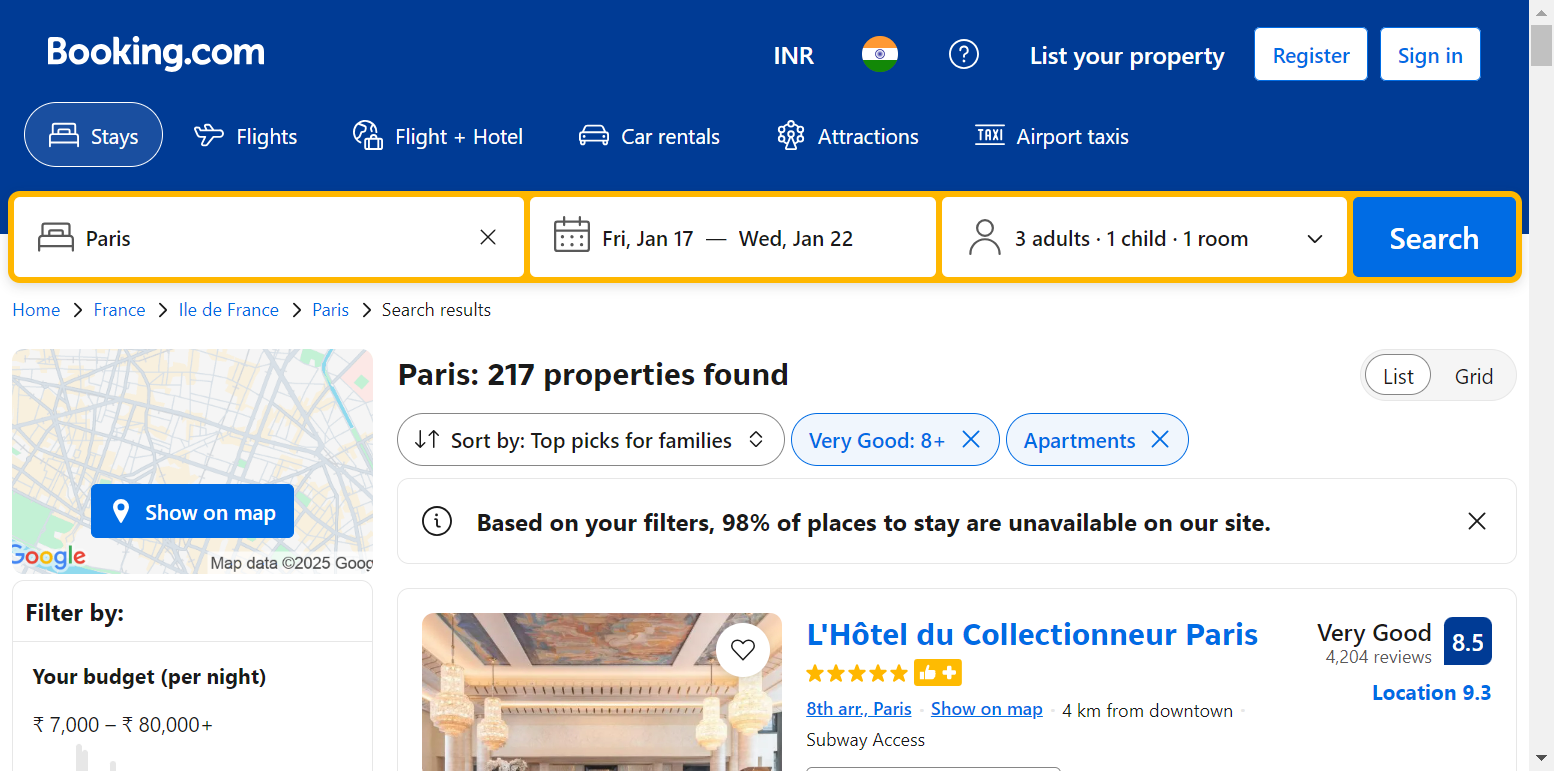 Booking.com
INR
List your property
Register
Sign in
Stays
Flights
Flight + Hotel
Car rentals
Attractions
TAXI Airport taxis
Paris
Fri, Jan 17 — Wed, Jan 22
3 adults · 1 child · 1 room
Search
Home > France > Ile de France > Paris > Search results
Show on map
Google
Map data ©2025 Goog
Paris: 217 properties found
List
Grid
Sort by: Top picks for families
Very Good: 8+
Apartments
Based on your filters, 98% of places to stay are unavailable on our site.
Filter by:
Your budget (per night)
₹ 7,000 – ₹ 80,000+
L'Hôtel du Collectionneur Paris
8th arr., Paris · Show on map · 4 km from downtown ·
Subway Access
Very Good
4,204 reviews
8.5
Location 9.3